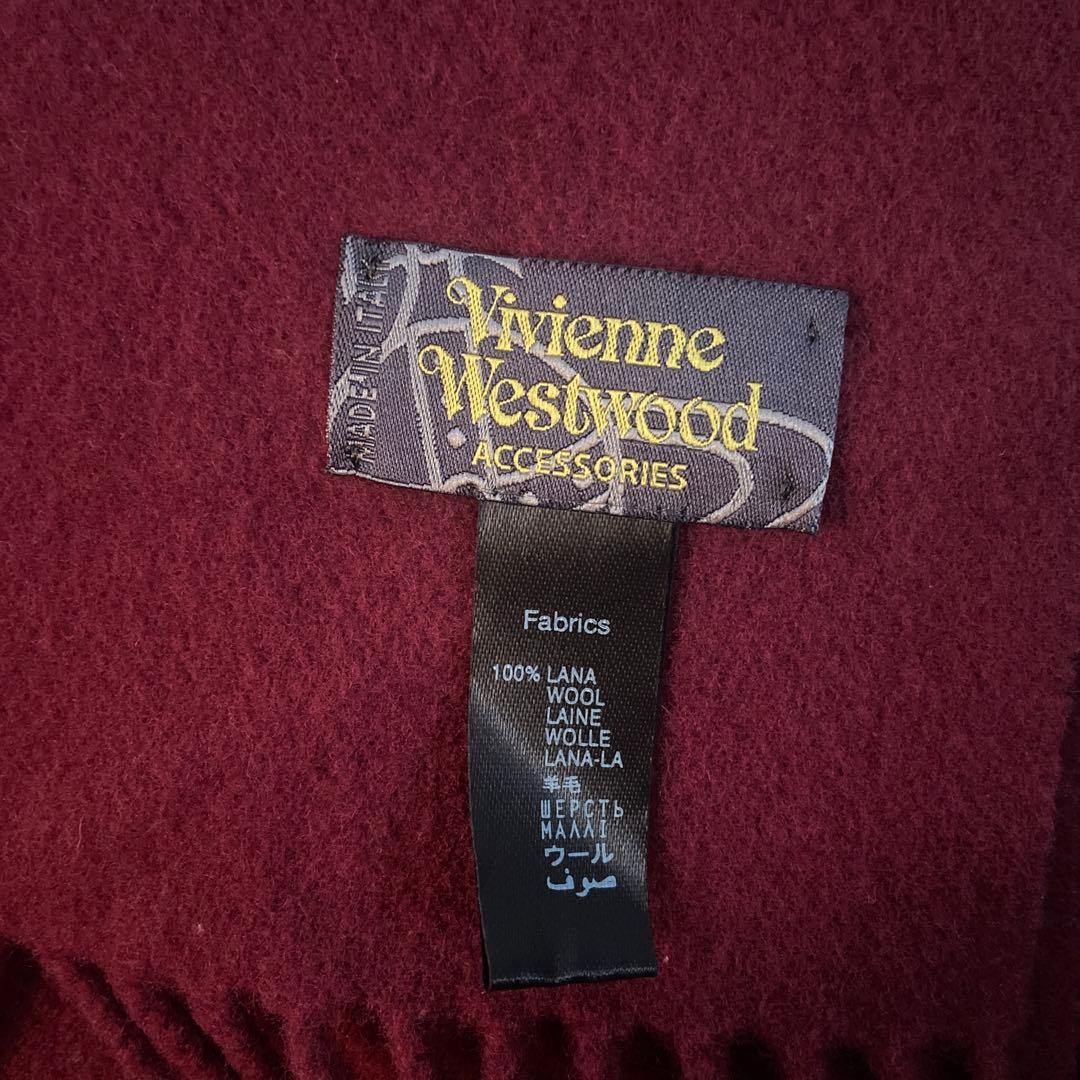 MADE IN ITALY
Vivienne
Westwood
ACCESSORIES
Fabrics
100% LANA
WOOL
LAINE
WOLLE
LANA-LA
羊毛
ШЕРСТЬ
ΜΑΛΛΙ
ウール
صوف